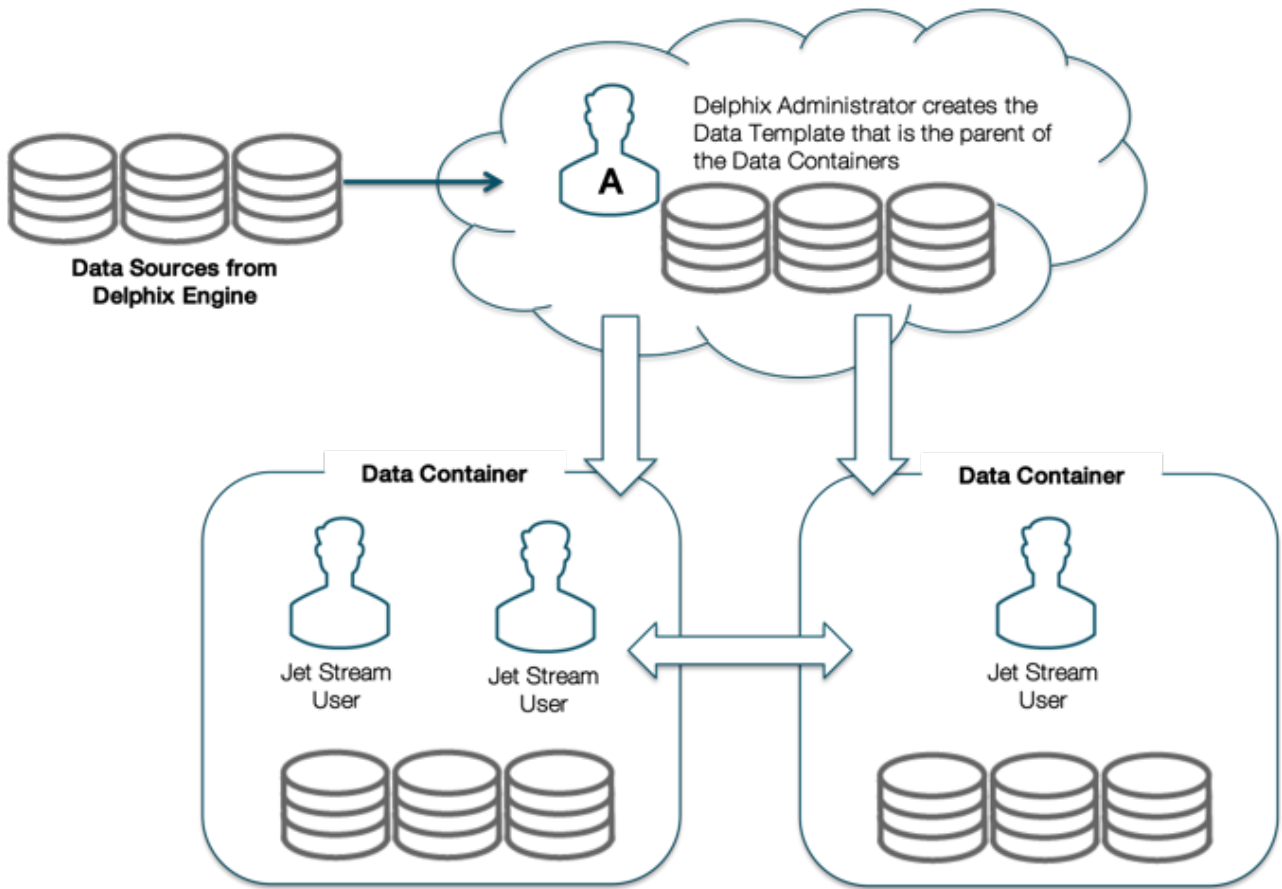 Delphix Administrator creates the
Data Template that is the parent of
the Data Containers
A
Data Sources from
Delphix Engine
Data Container
Data Container
Jet Stream
User
Jet Stream
User
Jet Stream
User